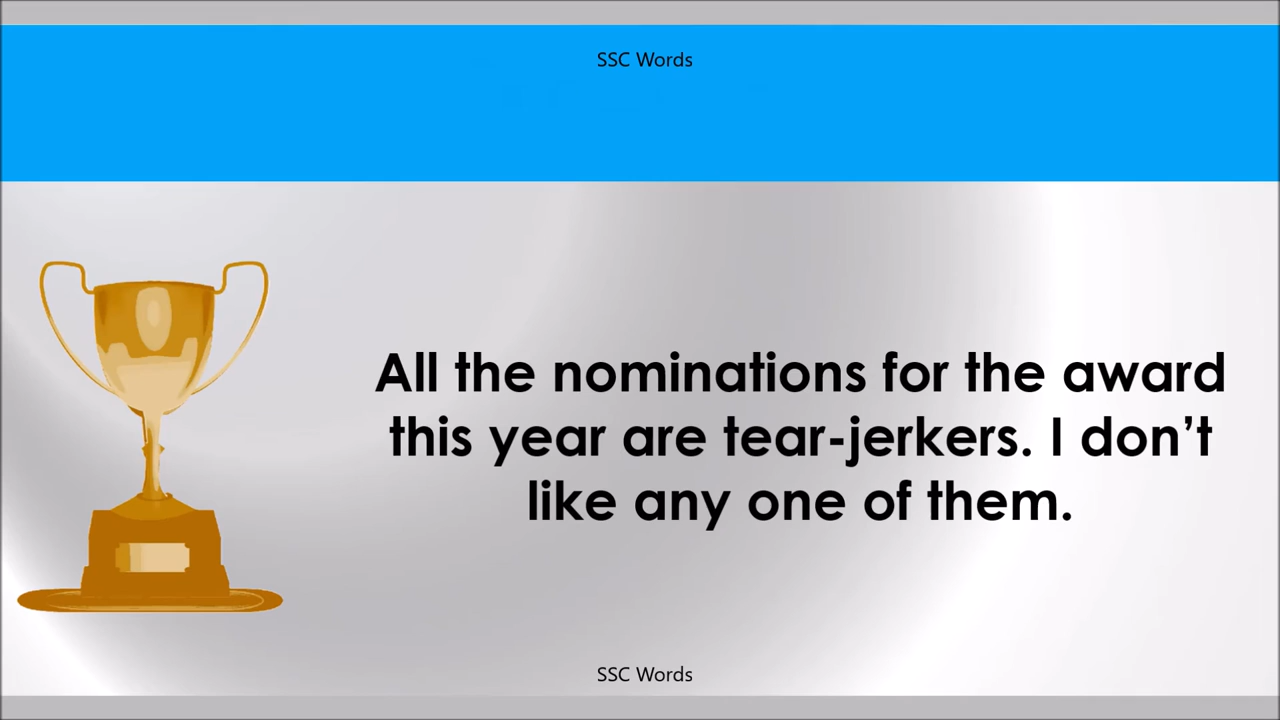 SSC Words
All the nominations for the award
this year are tear-jerkers. I don’t
like any one of them.
SSC Words